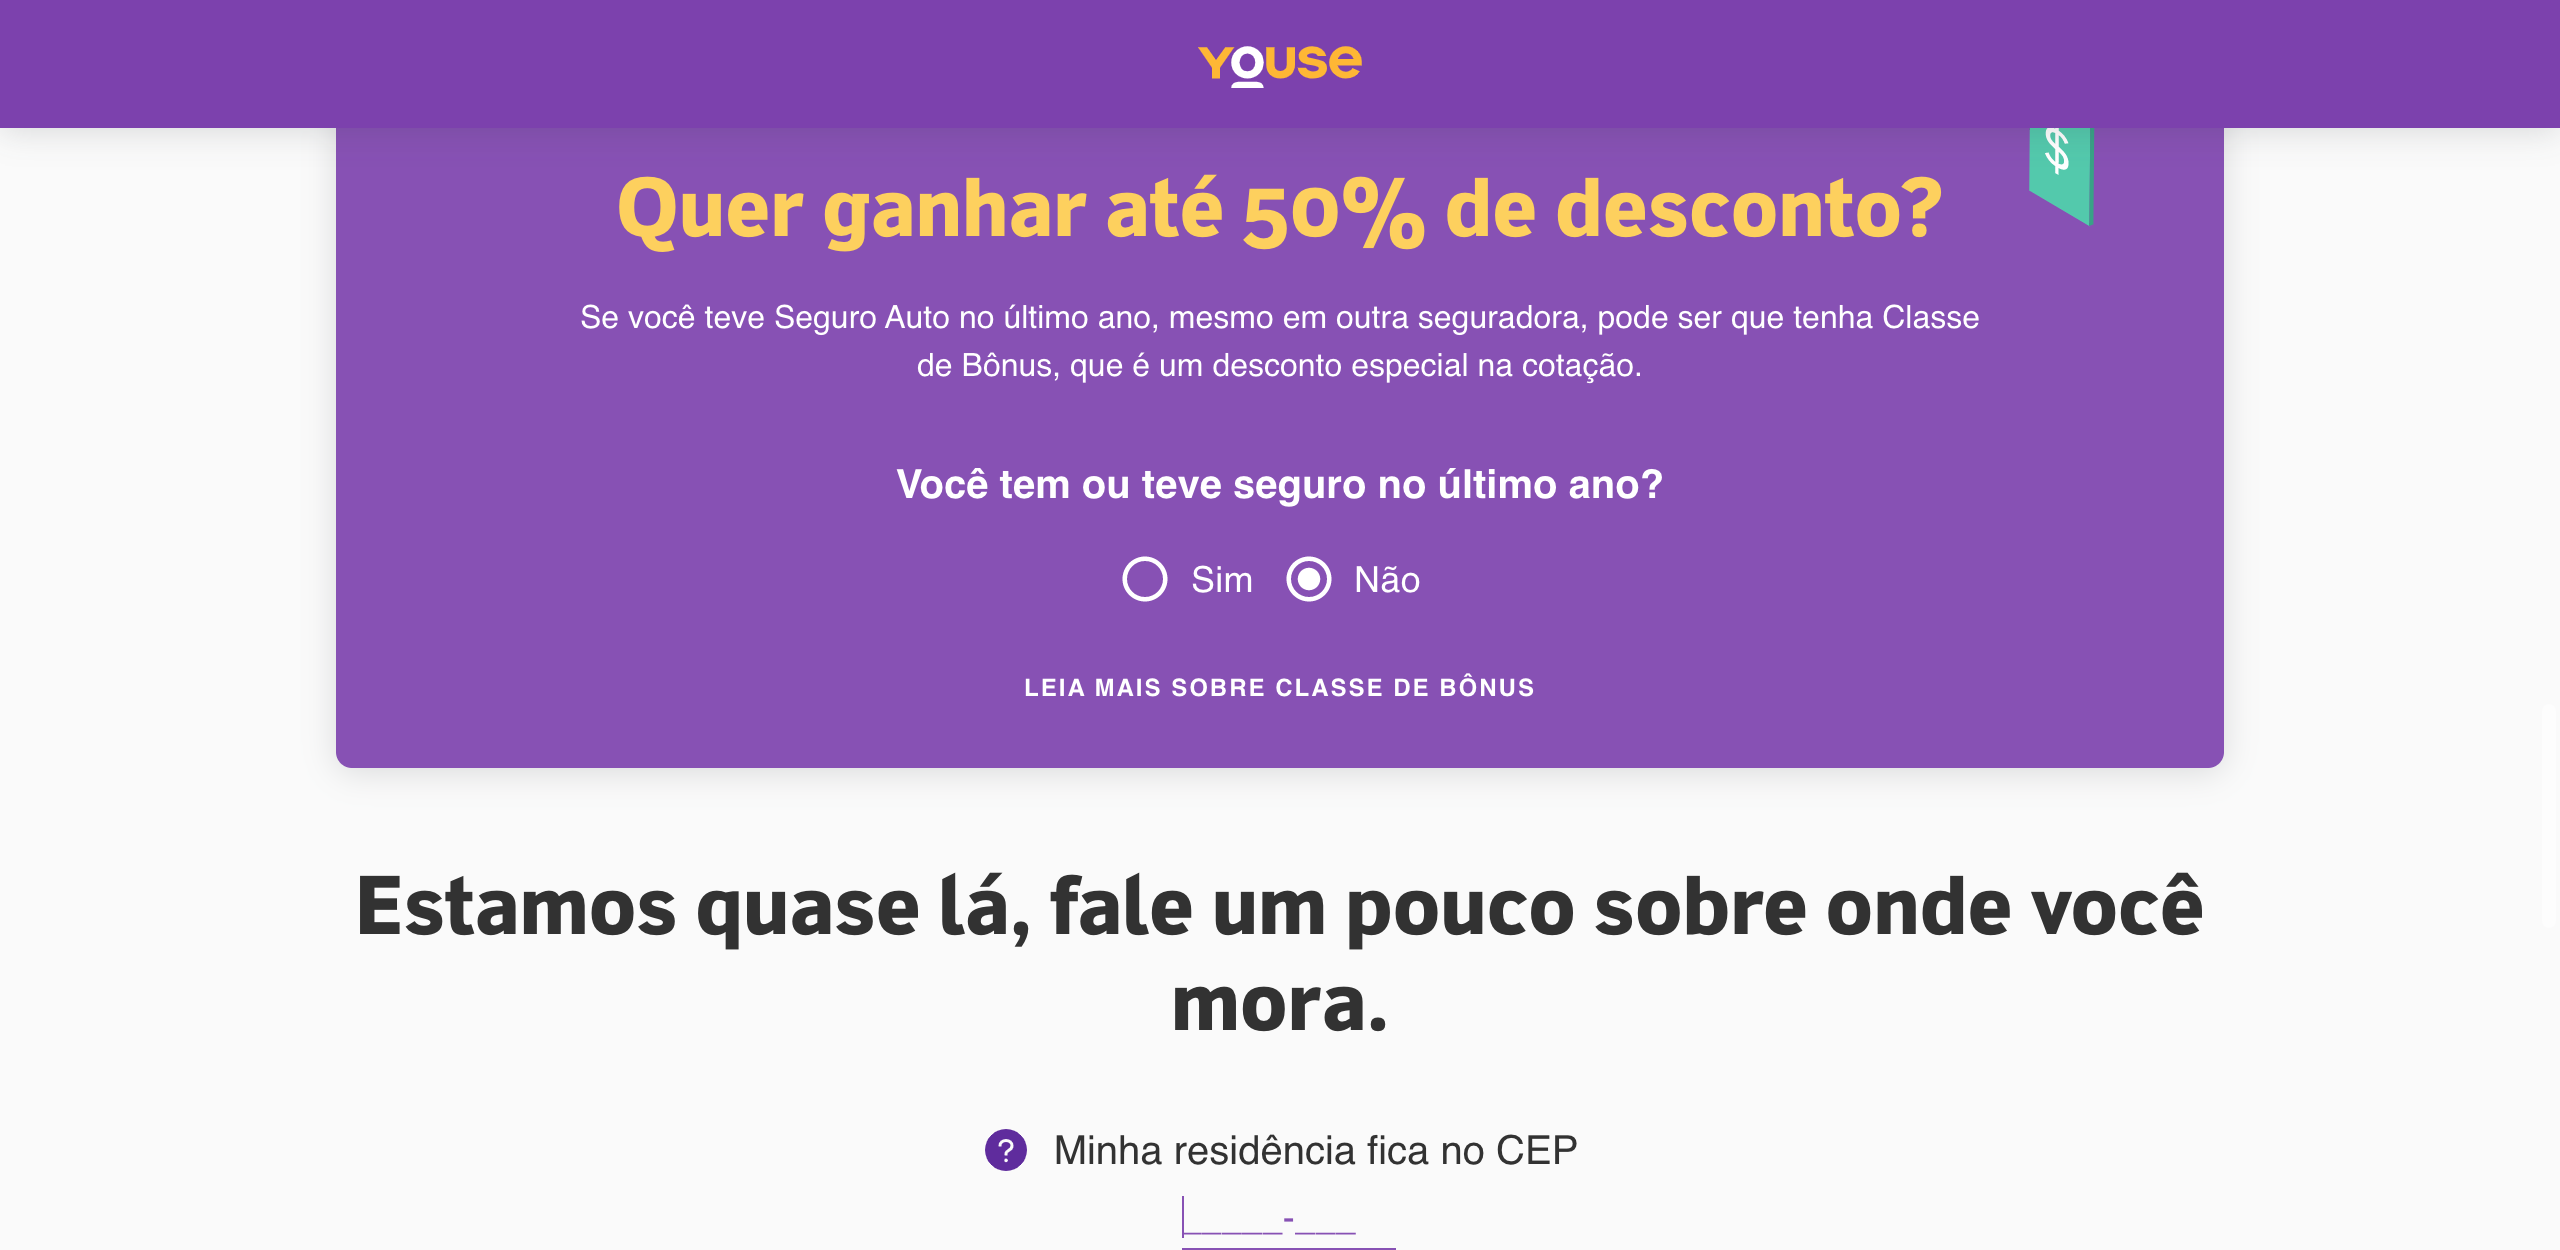 youse
$
Quer ganhar até 50% de desconto?
Se você teve Seguro Auto no último ano, mesmo em outra seguradora, pode ser que tenha Classe
de Bônus, que é um desconto especial na cotação.
Você tem ou teve seguro no último ano?
Sim Não
LEIA MAIS SOBRE CLASSE DE BÔNUS
Estamos quase lá, fale um pouco sobre onde você
mora.
? Minha residência fica no CEP
_____-___